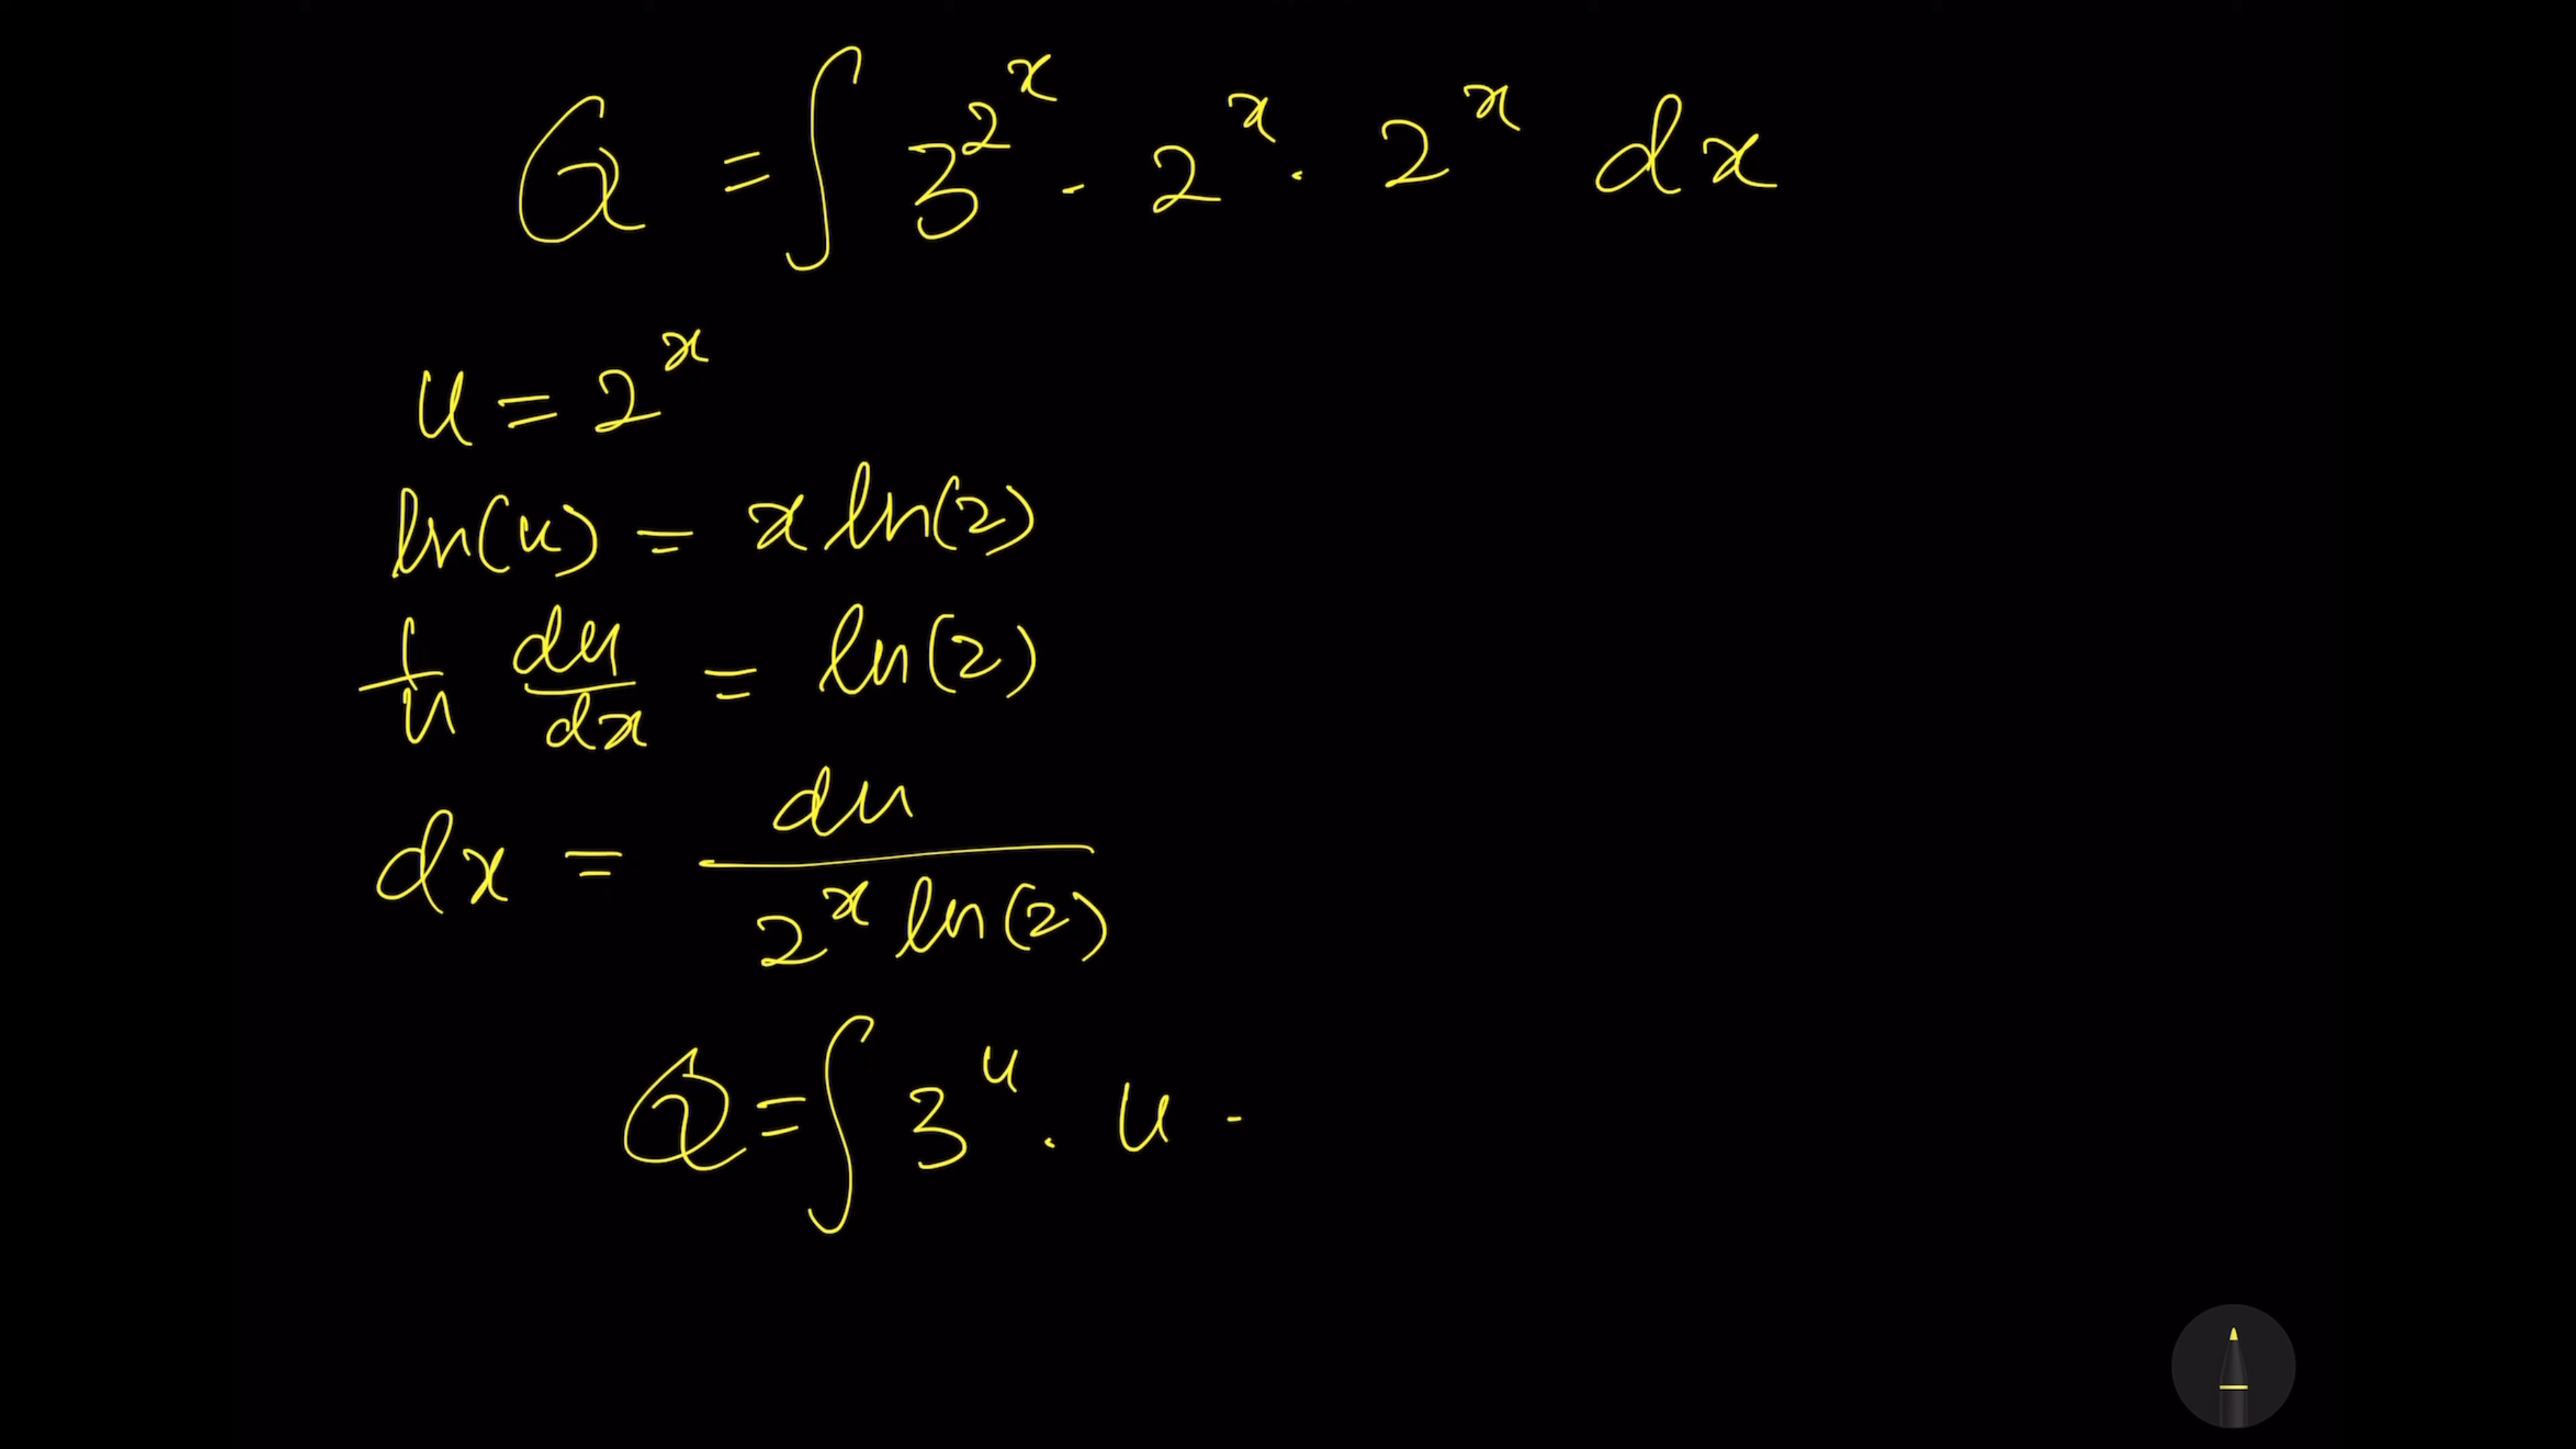 Q = ∫ 3^2^x · 2^x · 2^x dx
u = 2^x
ln(u) = x ln(2)
1/u du/dx = ln(2)
dx = du / 2^x ln(2)
Q = ∫ 3^u · u ·